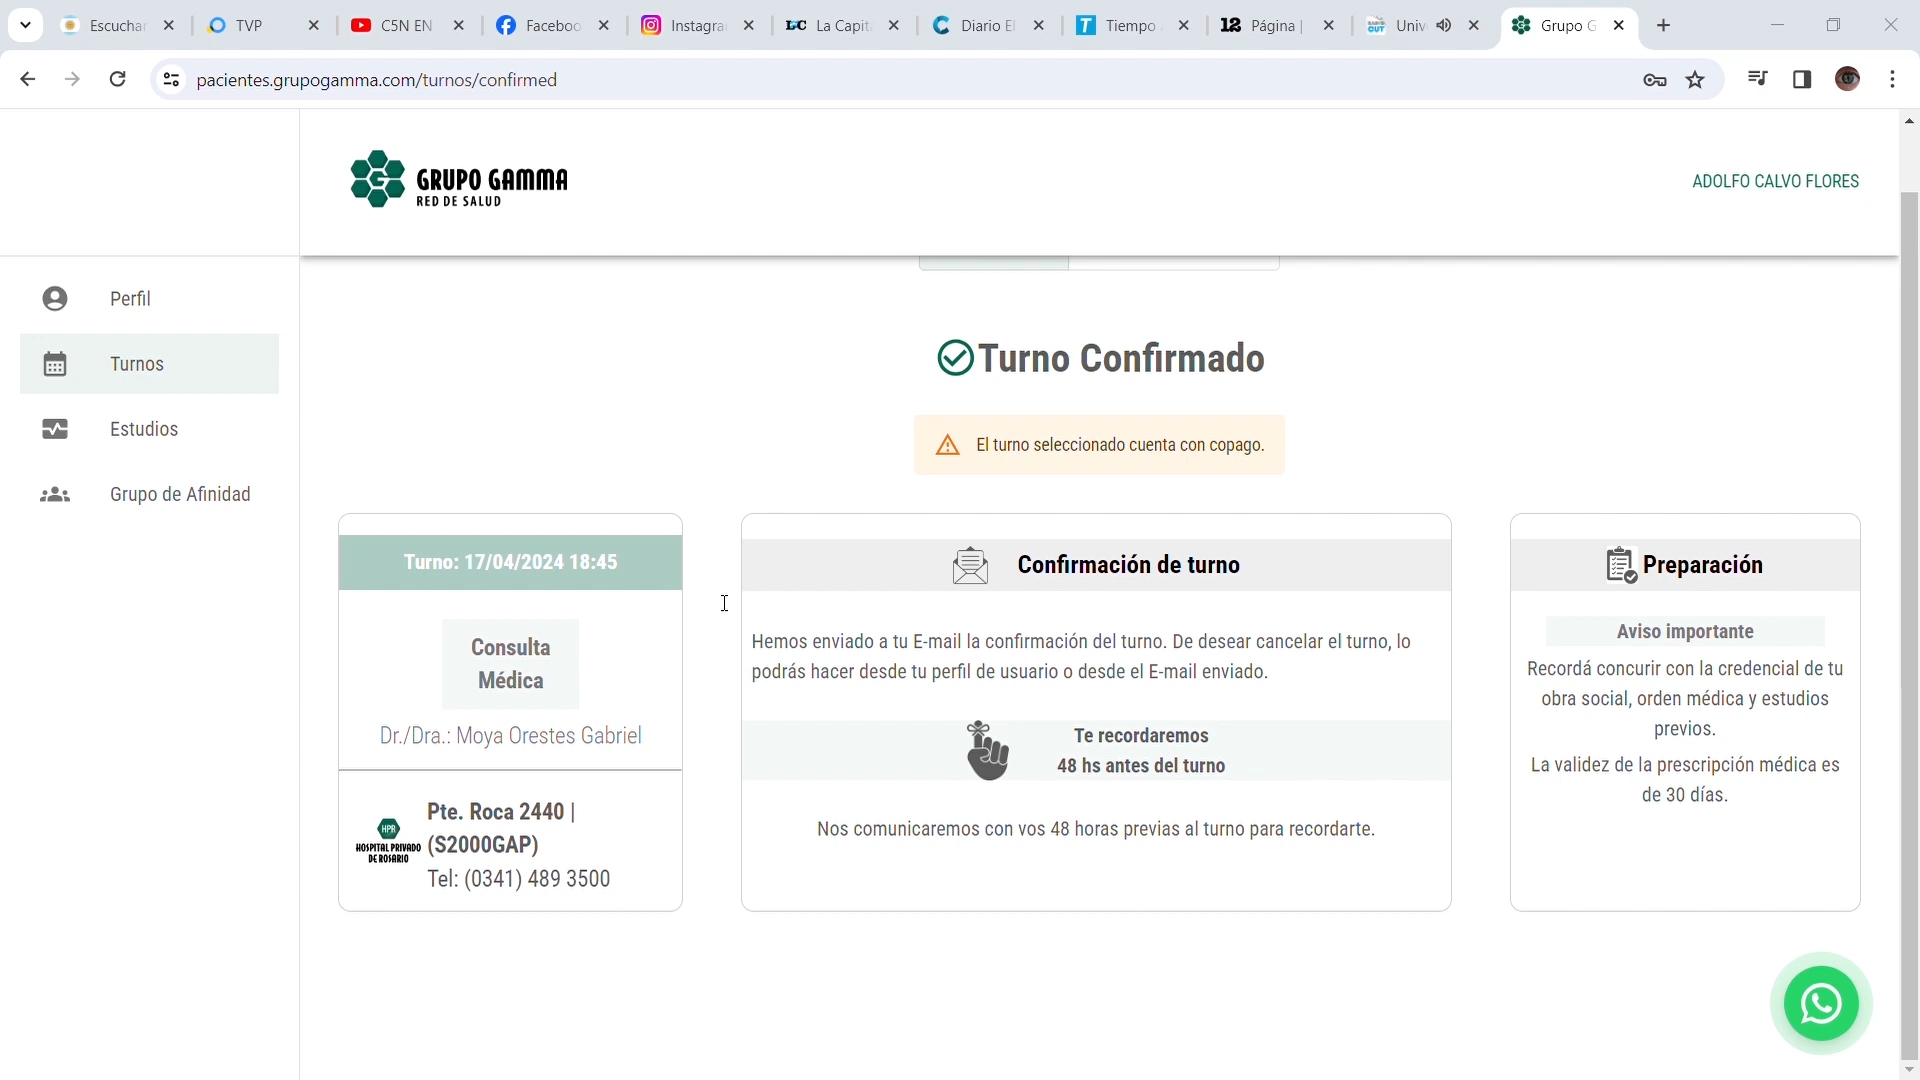 Escuchar
TVP
C5N EN
Faceboo
Instagra
La Capit
Diario El
Tiempo
12 Página |
Univ
Grupo G
pacientes.grupogamma.com/turnos/confirmed
GRUPO GAMMA
RED DE SALUD
ADOLFO CALVO FLORES
Perfil
Turnos
Estudios
Grupo de Afinidad
Turno Confirmado
El turno seleccionado cuenta con copago.
Turno: 17/04/2024 18:45
Consulta
Médica
Dr./Dra.: Moya Orestes Gabriel
HPR
HOSPITAL PRIVADO
DE ROSARIO
Pte. Roca 2440 |
(S2000GAP)
Tel: (0341) 489 3500
Confirmación de turno
Hemos enviado a tu E-mail la confirmación del turno. De desear cancelar el turno, lo
podrás hacer desde tu perfil de usuario o desde el E-mail enviado.
Te recordaremos
48 hs antes del turno
Nos comunicaremos con vos 48 horas previas al turno para recordarte.
Preparación
Aviso importante
Recordá concurrir con la credencial de tu
obra social, orden médica y estudios
previos.
La validez de la prescripción médica es
de 30 días.